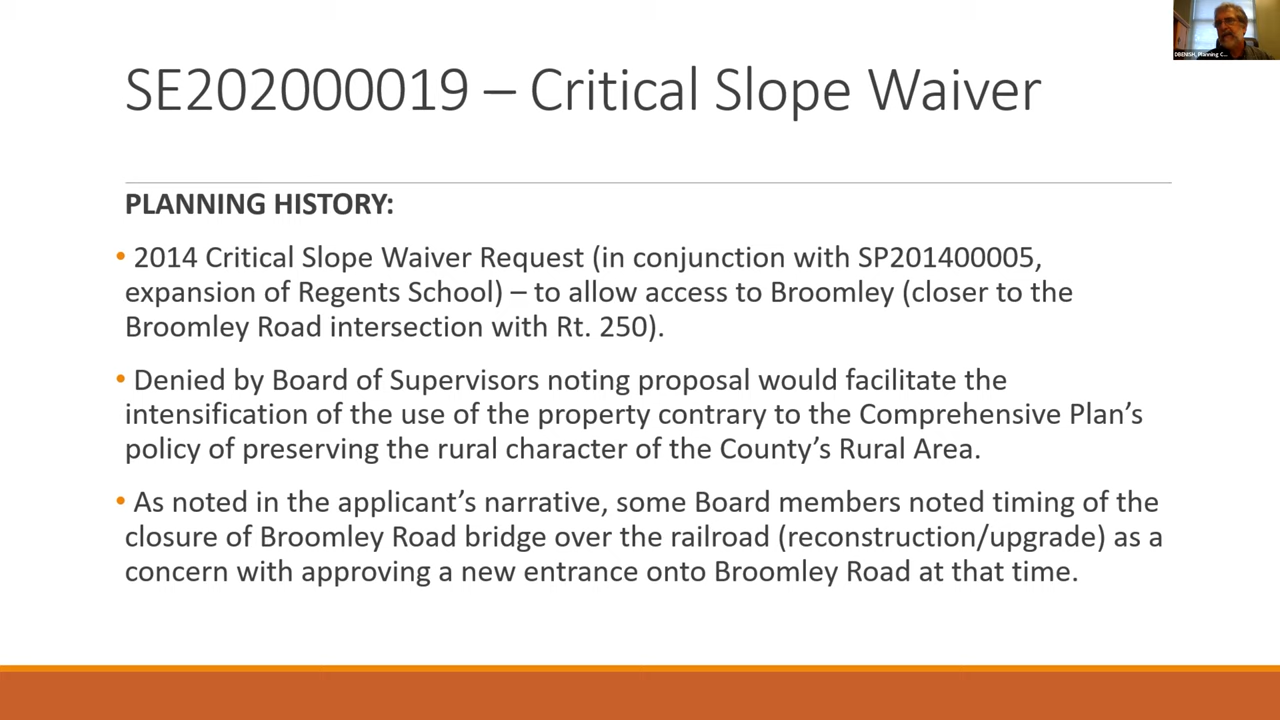 SE202000019 – Critical Slope Waiver
PLANNING HISTORY:
• 2014 Critical Slope Waiver Request (in conjunction with SP201400005,
expansion of Regents School) – to allow access to Broomley (closer to the
Broomley Road intersection with Rt. 250).
• Denied by Board of Supervisors noting proposal would facilitate the
intensification of the use of the property contrary to the Comprehensive Plan’s
policy of preserving the rural character of the County’s Rural Area.
• As noted in the applicant’s narrative, some Board members noted timing of the
closure of Broomley Road bridge over the railroad (reconstruction/upgrade) as a
concern with approving a new entrance onto Broomley Road at that time.
DBENISH, Planning C...